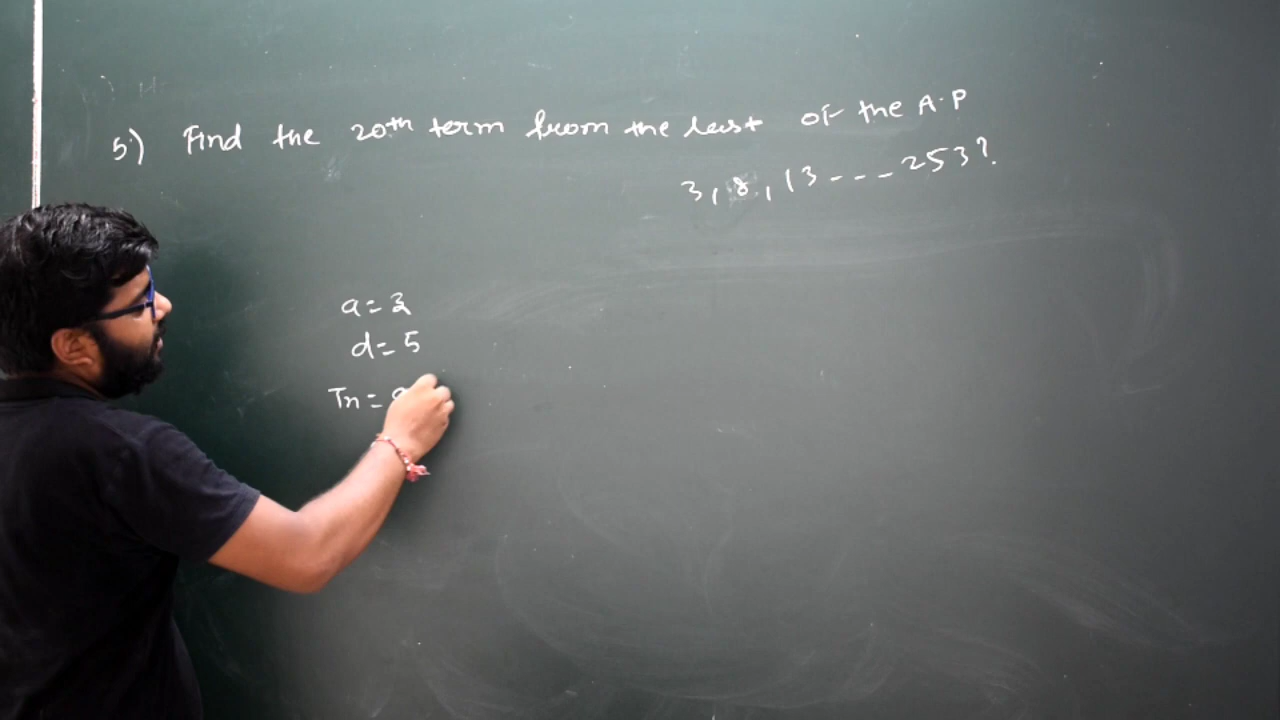 5) Find the 20th term from the last of the A.P
3, 8, 13 --- 253?
a = 3
d = 5
Tn =